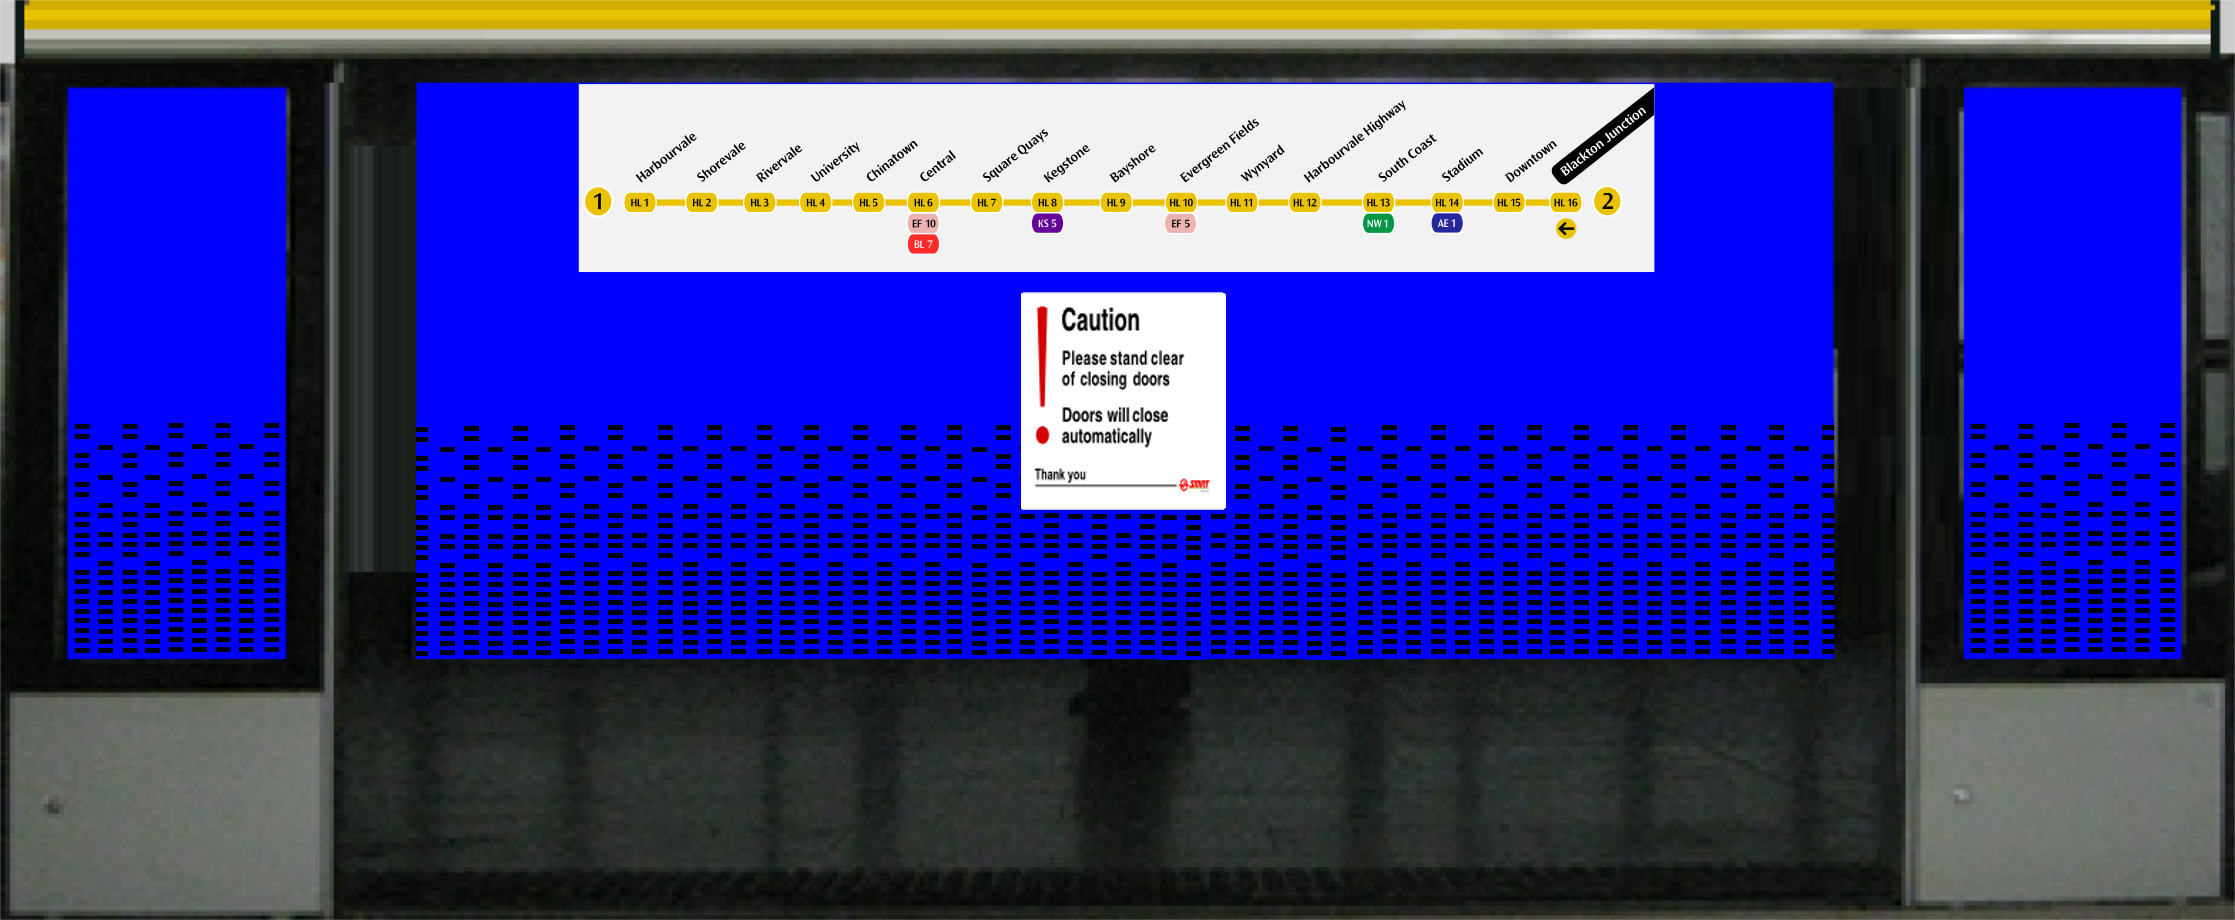 Harbourvale
Shorevale
Rivervale
University
Chinatown
Central
Square Quays
Kegstone
Bayshore
Evergreen Fields
Wynyard
Harbourvale Highway
South Coast
Stadium
Downtown
Blackton Junction
1 HL 1 HL 2 HL 3 HL 4 HL 5 HL 6 HL 7 HL 8 HL 9 HL 10 HL 11 HL 12 HL 13 HL 14 HL 15 HL 16 2
EF 10 KS 5 EF 5 NW 1 AE 1
BL 7
Caution
Please stand clear
of closing doors
Doors will close
automatically
Thank you
SMRT